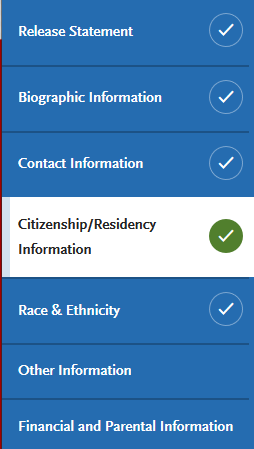 Release Statement
Biographic Information
Contact Information
Citizenship/Residency
Information
Race & Ethnicity
Other Information
Financial and Parental Information